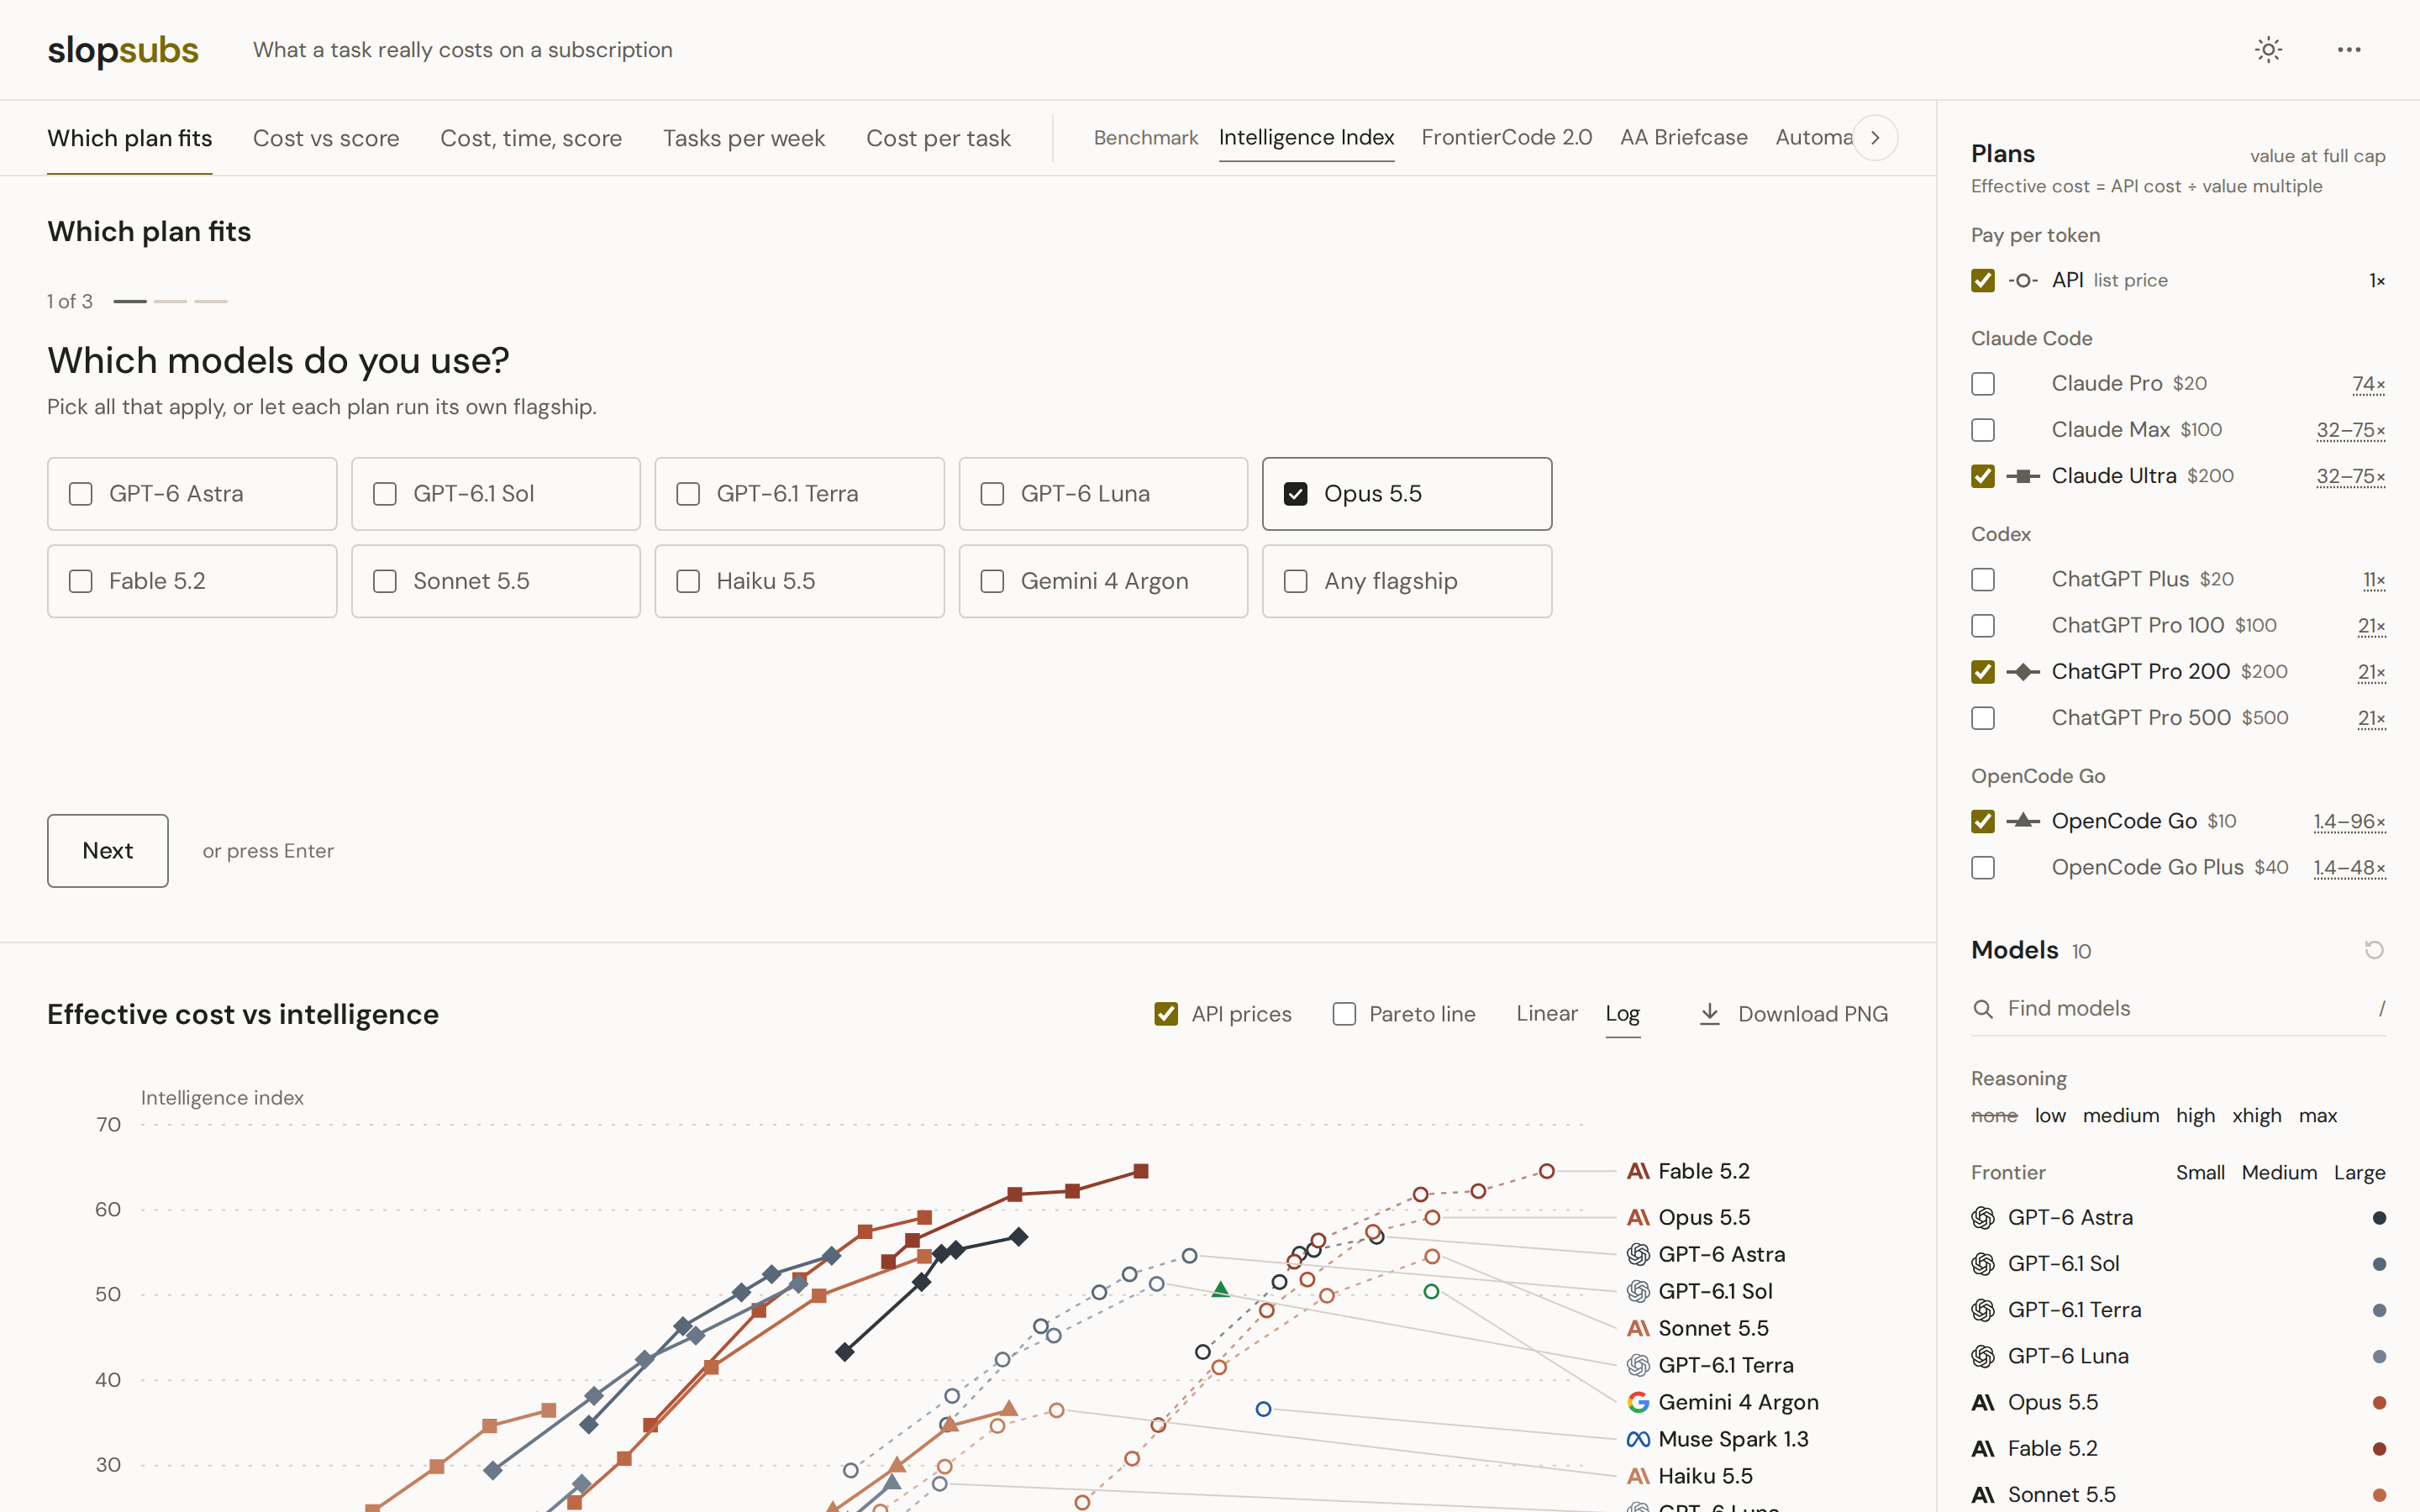 slopsubs
What a task really costs on a subscription
Which plan fits
Cost vs score
Cost, time, score
Tasks per week
Cost per task
Benchmark
Intelligence Index
FrontierCode 2.0
AA Briefcase
Automa
Which plan fits
1 of 3
Which models do you use?
Pick all that apply, or let each plan run its own flagship.
GPT-6 Astra
GPT-6.1 Sol
GPT-6.1 Terra
GPT-6 Luna
Opus 5.5
Fable 5.2
Sonnet 5.5
Haiku 5.5
Gemini 4 Argon
Any flagship
Next
or press Enter
Effective cost vs intelligence
API prices
Pareto line
Linear
Log
Download PNG
Intelligence index
70
60
50
40
30
Fable 5.2
Opus 5.5
GPT-6 Astra
GPT-6.1 Sol
Sonnet 5.5
GPT-6.1 Terra
Gemini 4 Argon
Muse Spark 1.3
Haiku 5.5
GPT-6 Luna
Plans
value at full cap
Effective cost = API cost ÷ value multiple
Pay per token
API list price 1×
Claude Code
Claude Pro $20 74×
Claude Max $100 32–75×
Claude Ultra $200 32–75×
Codex
ChatGPT Plus $20 11×
ChatGPT Pro 100 $100 21×
ChatGPT Pro 200 $200 21×
ChatGPT Pro 500 $500 21×
OpenCode Go
OpenCode Go $10 1.4–96×
OpenCode Go Plus $40 1.4–48×
Models 10
Find models /
Reasoning
none low medium high xhigh max
Frontier Small Medium Large
GPT-6 Astra
GPT-6.1 Sol
GPT-6.1 Terra
GPT-6 Luna
Opus 5.5
Fable 5.2
Sonnet 5.5